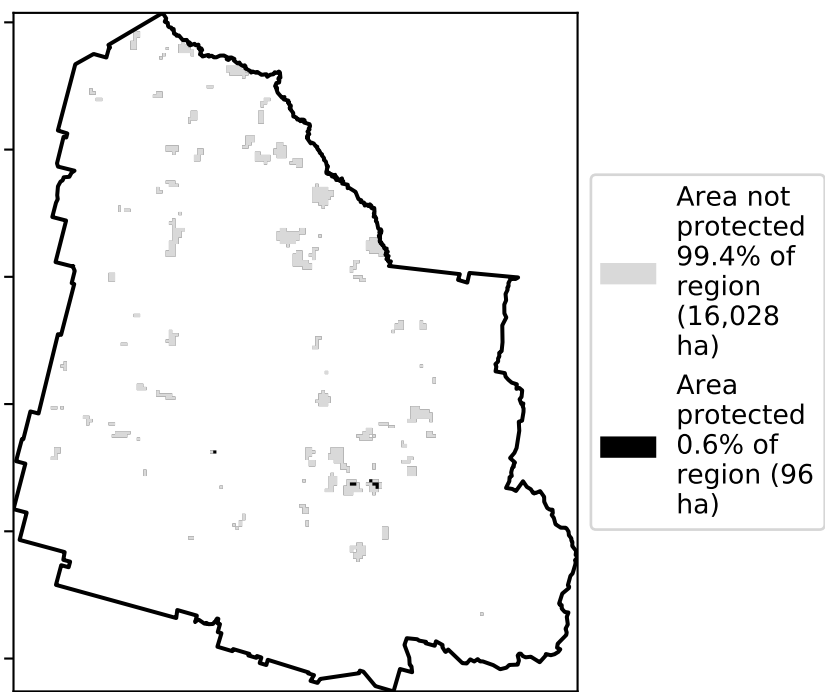 Area not
protected
99.4% of
region
(16,028
ha)
Area
protected
0.6% of
region (96
ha)